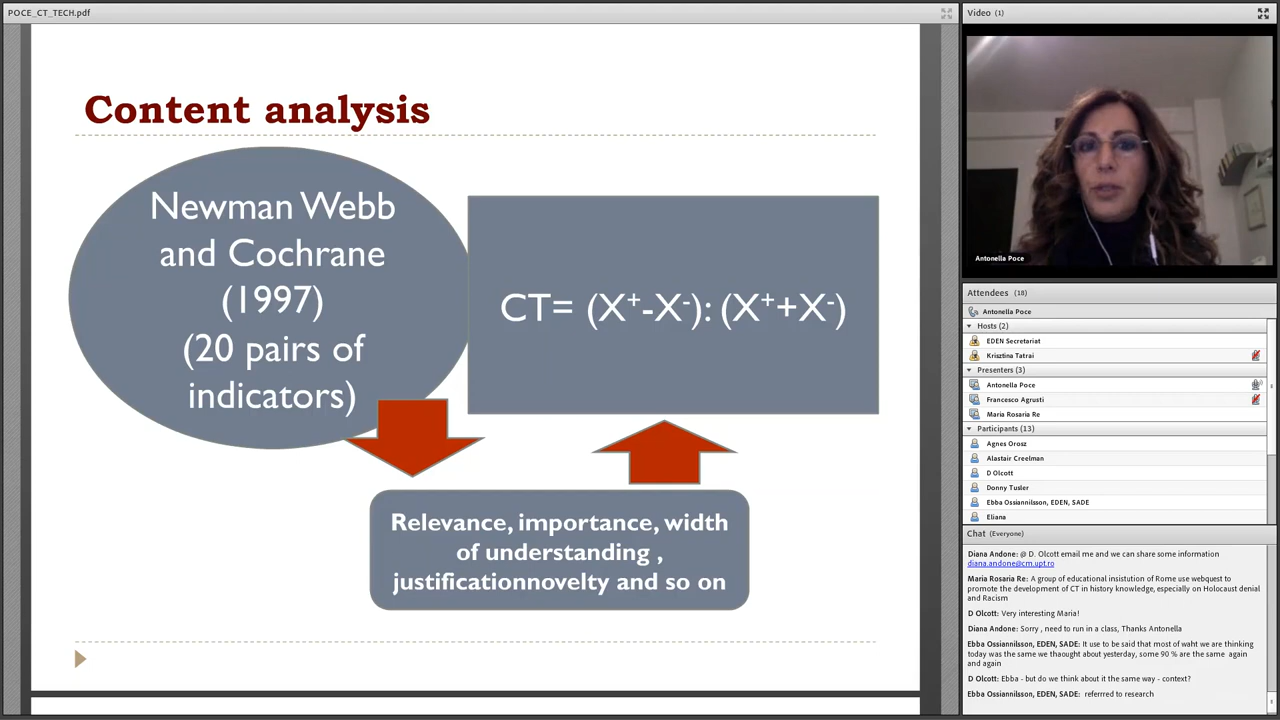 POCE_CT_TECH.pdf
Content analysis
Newman Webb
and Cochrane
(1997)
(20 pairs of
indicators)
CT= (X⁺-X⁻): (X⁺+X⁻)
Relevance, importance, width
of understanding ,
justificationnovelty and so on
Video (1)
Antonella Poce
Attendees (18)
Antonella Poce
Hosts (2)
EDEN Secretariat
Krisztina Tatrai
Presenters (3)
Antonella Poce
Francesco Agrusti
Maria Rosaria Re
Participants (13)
Agnes Orosz
Alastair Creelman
D Olcott
Donny Tusler
Ebba Ossiannilsson, EDEN, SADE
Eliana
Chat (Everyone)
Diana Andone: @ D. Olcott email me and we can share some information
diana.andone@cm.upt.ro
Maria Rosaria Re: A group of educational insistution of Rome use webquest to
promote the development of CT in history knowledge, especially on Holocaust denial
and Racism
D Olcott: Very interesting Maria!
Diana Andone: Sorry , need to run in a class, Thanks Antonella
Ebba Ossiannilsson, EDEN, SADE: It use to be said that most of waht we are thinking
today was the same we thaought about yesterday, some 90 % are the same again
and again
D Olcott: Ebba - but do we think about it the same way - context?
Ebba Ossiannilsson, EDEN, SADE: referrred to research